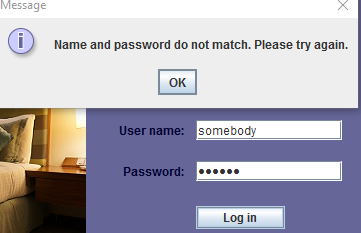 Message
Name and password do not match. Please try again.
OK
User name: somebody
Password: ●●●●●●
Log in